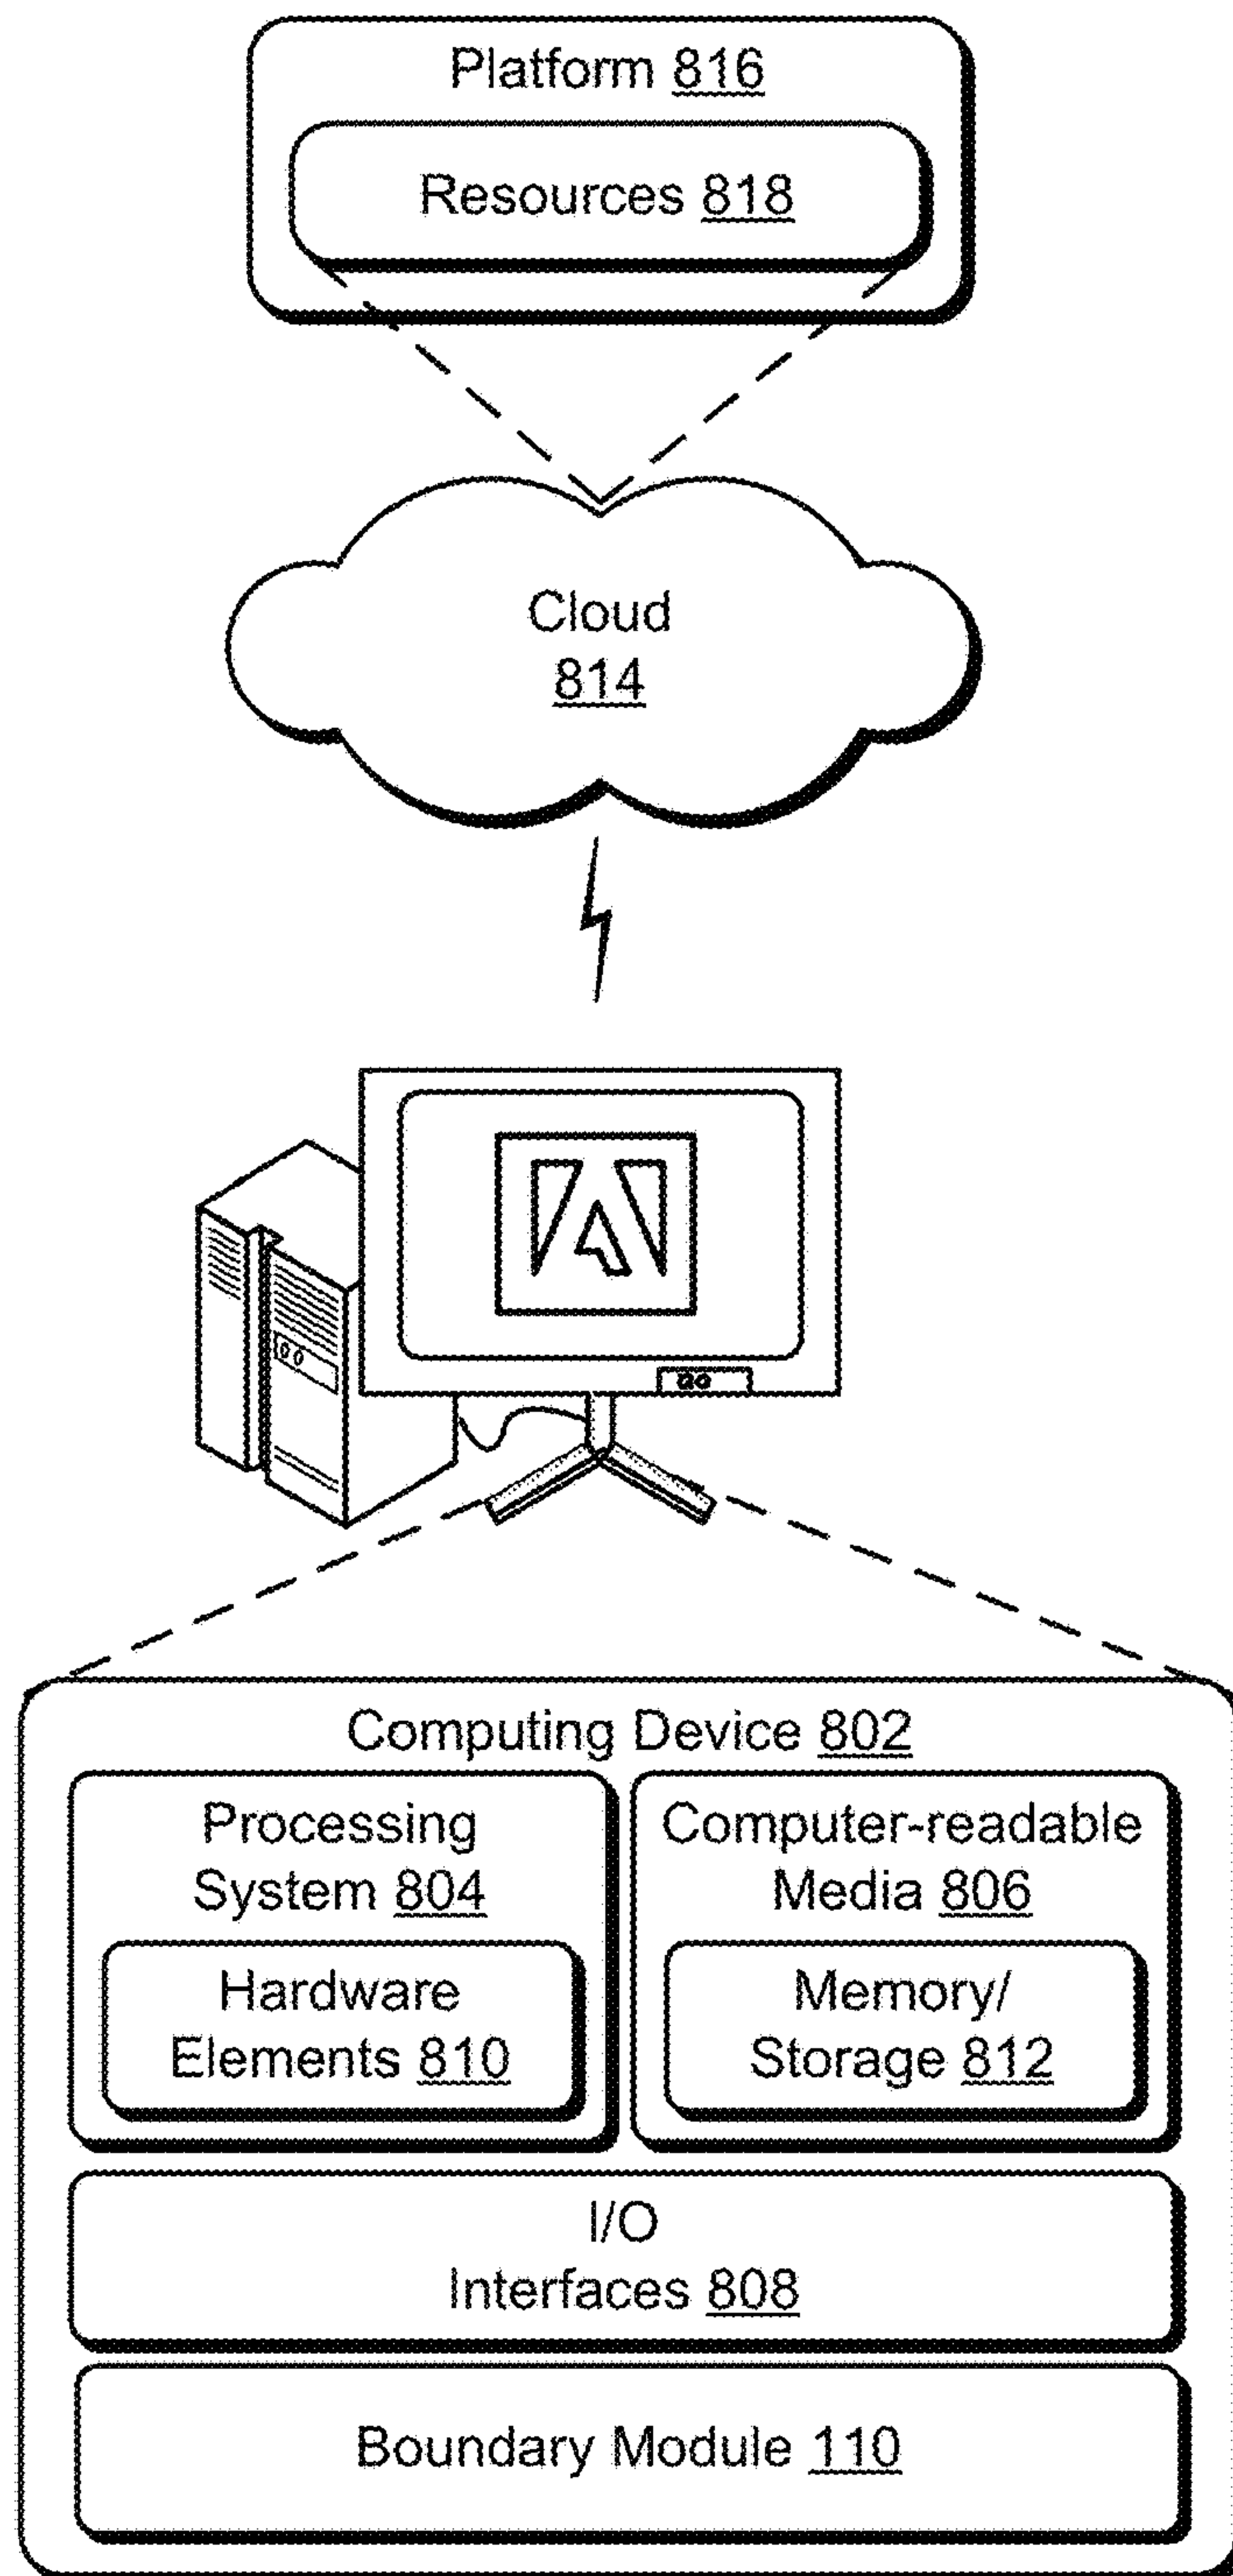 Platform 816
Resources 818
Cloud
814
Computing Device 802
Processing
System 804
Hardware
Elements 810
Computer-readable
Media 806
Memory/
Storage 812
I/O
Interfaces 808
Boundary Module 110